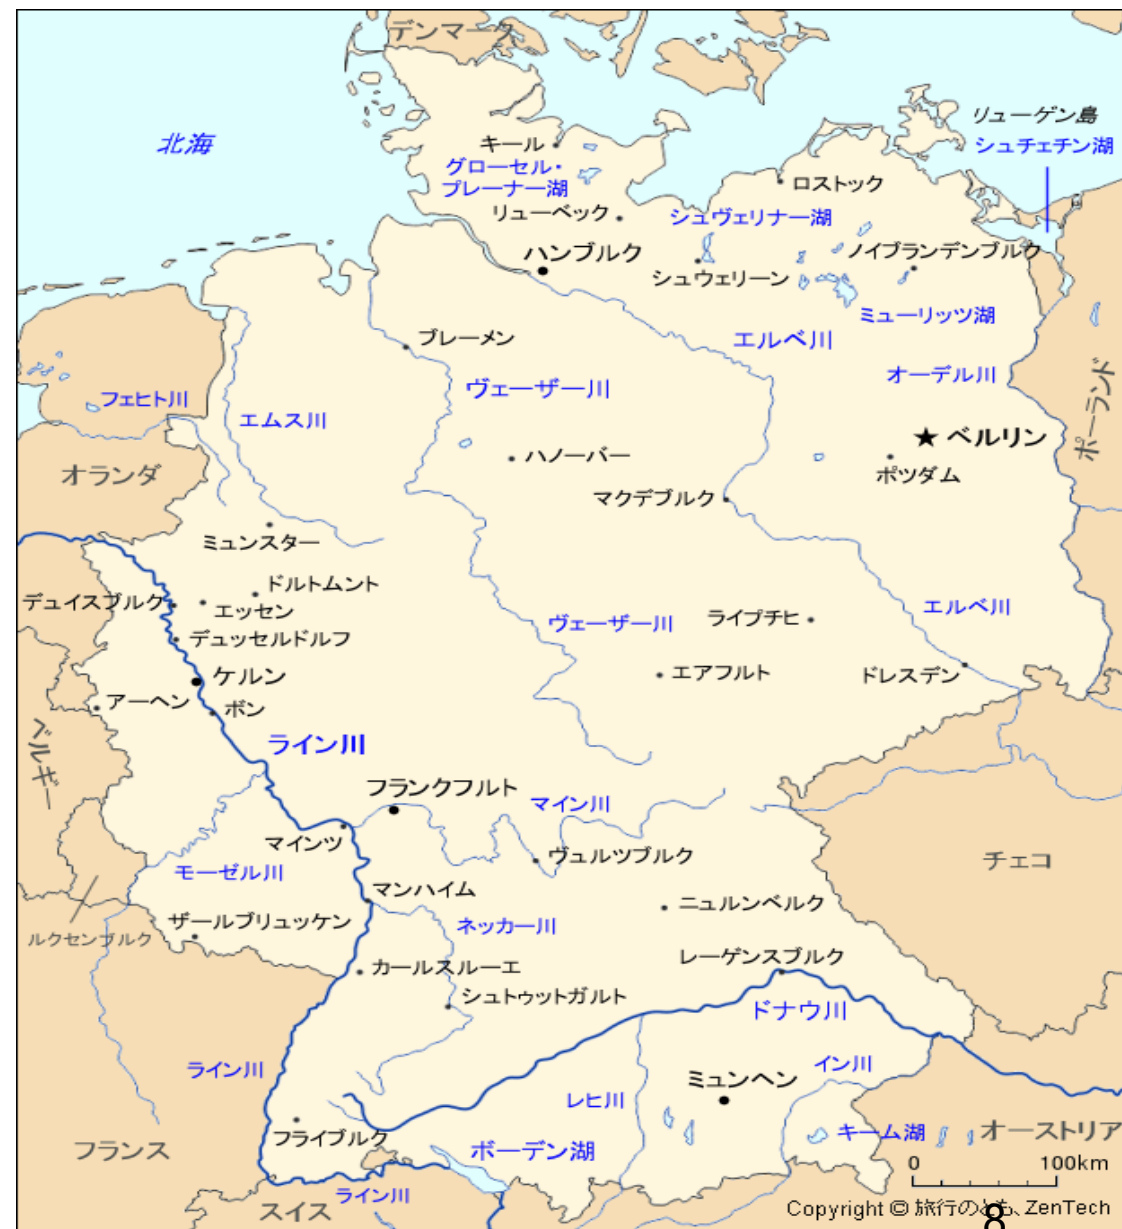 デンマーク
北海
キール
グローセル・
プレーナー湖
リューベック
リューゲン島
シュチェチン湖
ロストック
シュヴェリナー湖
ハンブルク
シュウェリーン
ノイブランデンブルク
ミューリッツ湖
ブレーメン
エルベ川
オーデル川
フェヒト川
エムス川
ヴェーザー川
ポーランド
オランダ
ハノーバー
★ ベルリン
ポツダム
マクデブルク
ミュンスター
ドルトムント
デュイスブルク
エッセン
デュッセルドルフ
ヴェーザー川
ライプチヒ
エルベ川
ケルン
アーヘン
ボン
エアフルト
ドレスデン
ベルギー
ライン川
フランクフルト
マイン川
マインツ
モーゼル川
ヴュルツブルク
チェコ
マンハイム
ザールブリュッケン
ルクセンブルク
ネッカー川
ニュルンベルク
カールスルーエ
レーゲンスブルク
シュトゥットガルト
ドナウ川
ライン川
レヒ川
ミュンヘン
イン川
フランス
フライブルク
ボーデン湖
キーム湖
オーストリア
ライン川
スイス
0 100km
Copyright © 旅行のとも、ZenTech
8